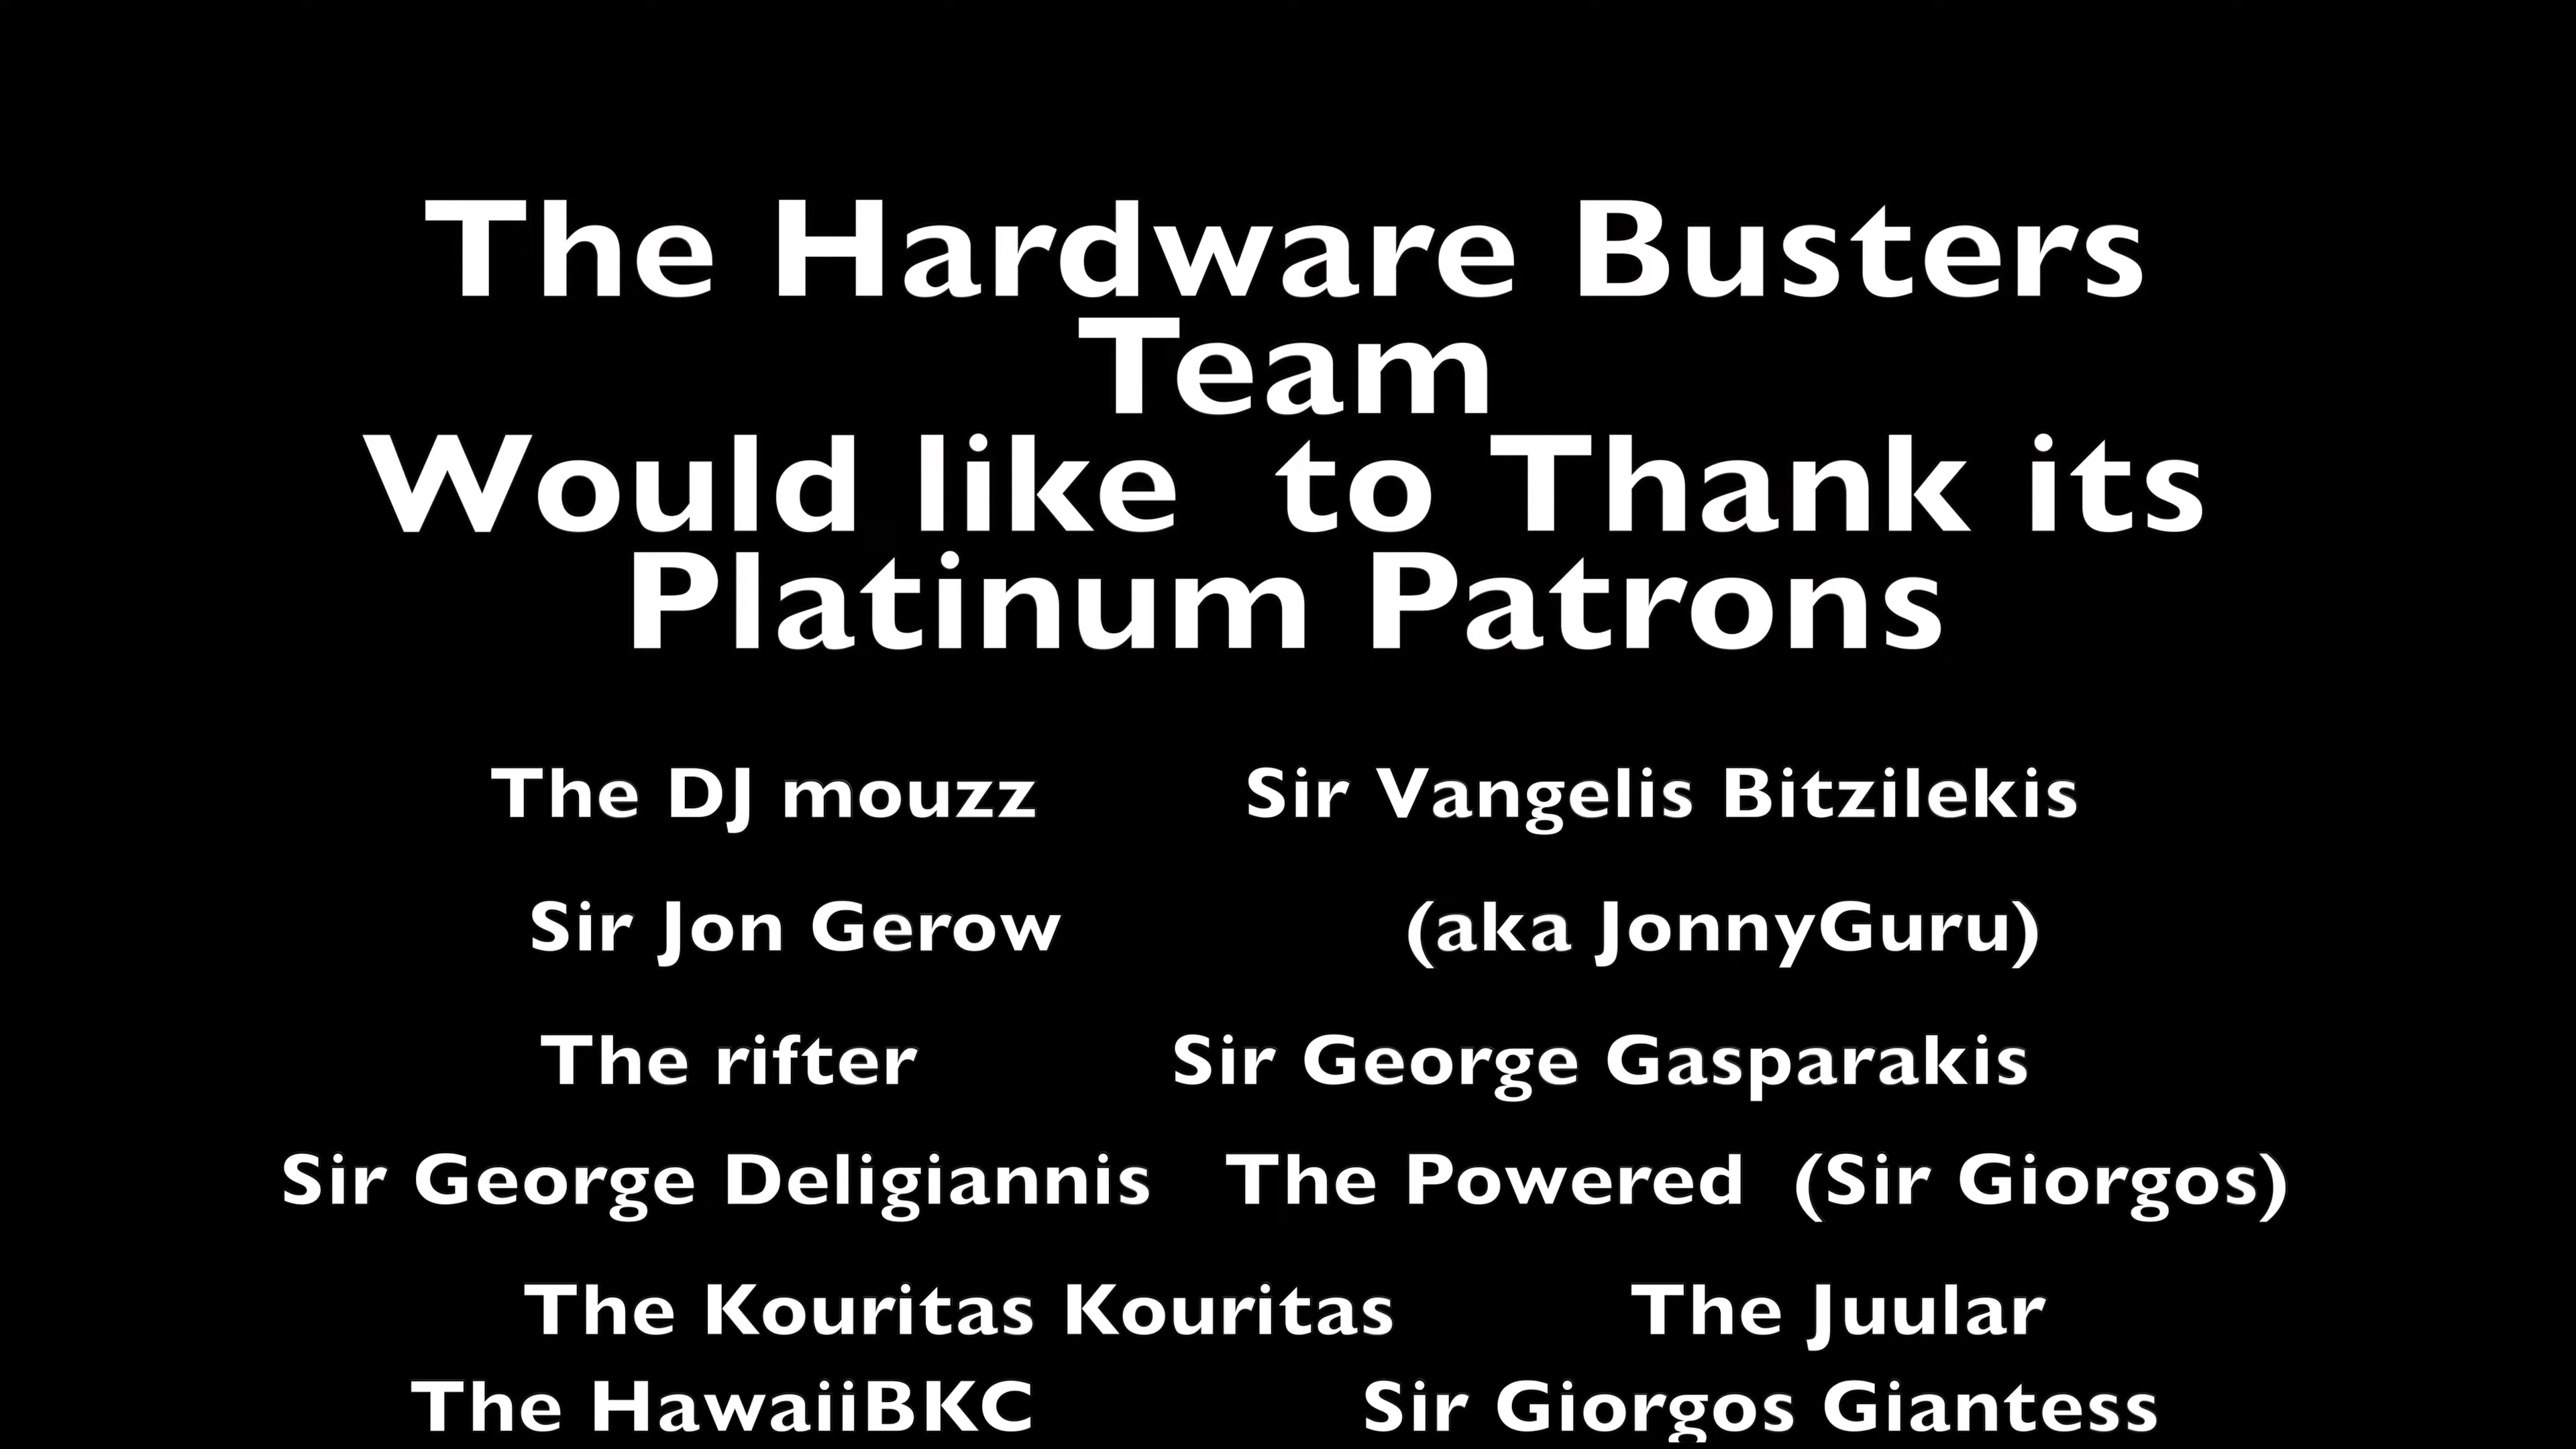 The Hardware Busters
Team
Would like  to Thank its
Platinum Patrons
The DJ mouzz Sir Vangelis Bitzilekis
Sir Jon Gerow (aka JonnyGuru)
The rifter Sir George Gasparakis
Sir George Deligiannis The Powered (Sir Giorgos)
The Kouritas Kouritas The Juular
The HawaiiBKC Sir Giorgos Giantess